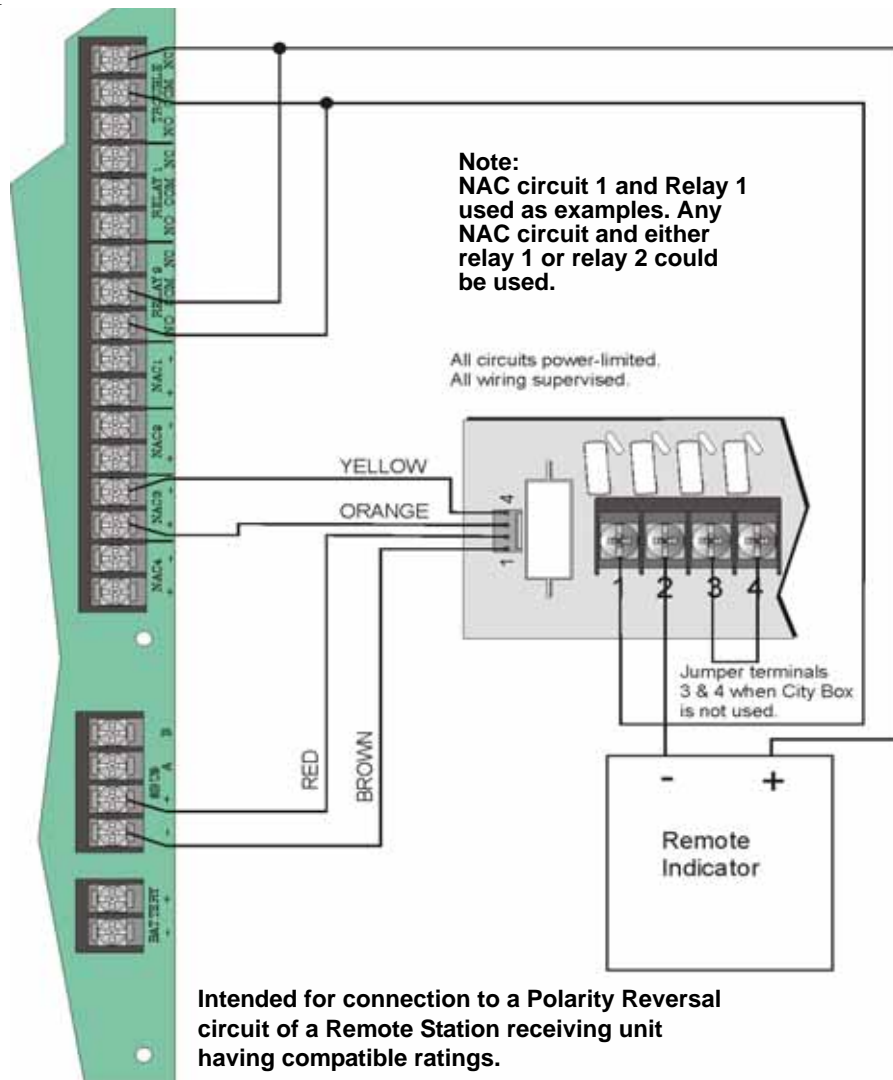 NO COM NC
TROUBLE
NO COM NC
RELAY 1
NO COM NC
RELAY 2
Note:
NAC circuit 1 and Relay 1
used as examples. Any
NAC circuit and either
relay 1 or relay 2 could
be used.
All circuits power-limited.
All wiring supervised.
NAC1 - +
NAC2 - +
NAC3 - +
NAC4 - +
YELLOW
ORANGE
4
1
1 2 3 4
Jumper terminals
3 & 4 when City Box
is not used.
RED
BROWN
SBUS
B
A
+
-
BATTERY
+
-
- +
Remote
Indicator
Intended for connection to a Polarity Reversal
circuit of a Remote Station receiving unit
having compatible ratings.